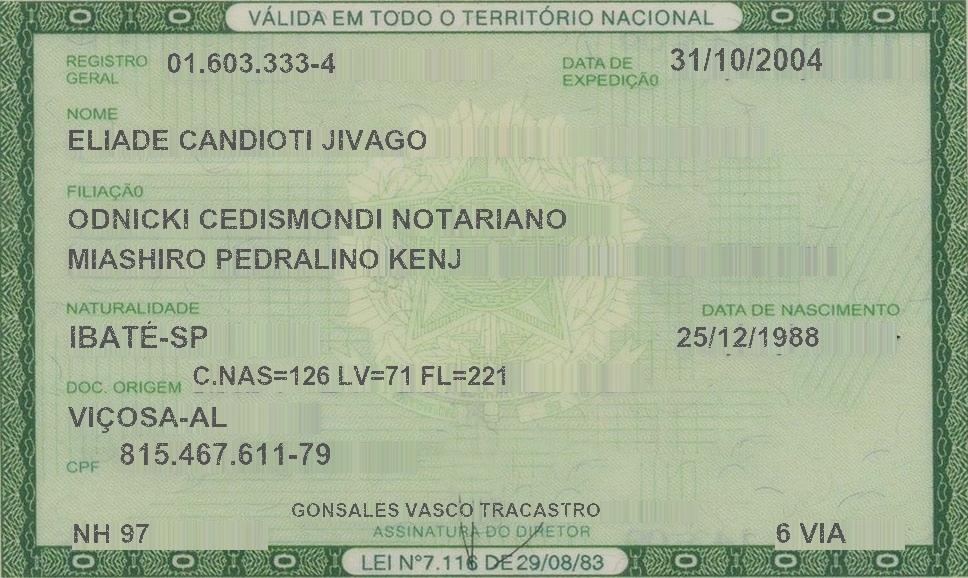 VÁLIDA EM TODO O TERRITÓRIO NACIONAL
REGISTRO GERAL 01.603.333-4 DATA DE EXPEDIÇÃO 31/10/2004
NOME
ELIADE CANDIOTI JIVAGO
FILIAÇÃO
ODNICKI CEDISMONDI NOTARIANO
MIASHIRO PEDRALINO KENJ
NATURALIDADE DATA DE NASCIMENTO
IBATÉ-SP 25/12/1988
DOC. ORIGEM C.NAS=126 LV=71 FL=221
VIÇOSA-AL
CPF 815.467.611-79
GONSALES VASCO TRACASTRO
NH 97 ASSINATURA DO DIRETOR 6 VIA
LEI Nº7.116 DE 29/08/83